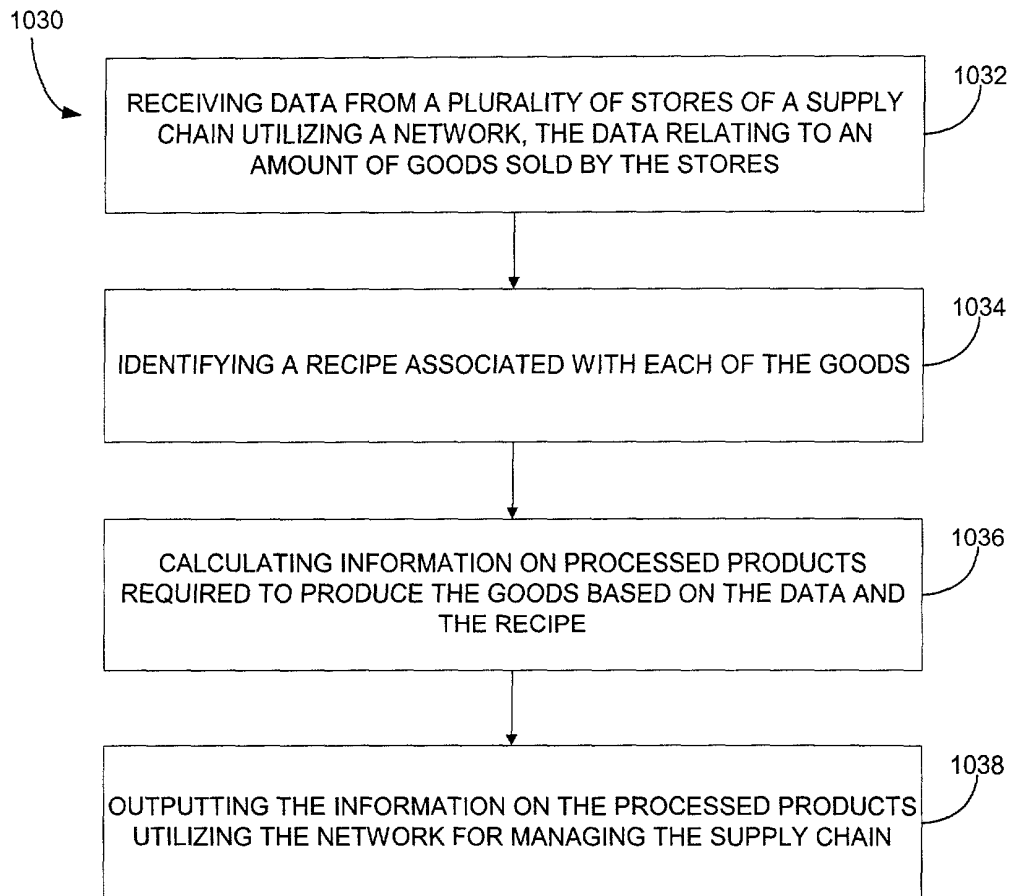 1030
1032
RECEIVING DATA FROM A PLURALITY OF STORES OF A SUPPLY
CHAIN UTILIZING A NETWORK, THE DATA RELATING TO AN
AMOUNT OF GOODS SOLD BY THE STORES
1034
IDENTIFYING A RECIPE ASSOCIATED WITH EACH OF THE GOODS
1036
CALCULATING INFORMATION ON PROCESSED PRODUCTS
REQUIRED TO PRODUCE THE GOODS BASED ON THE DATA AND
THE RECIPE
1038
OUTPUTTING THE INFORMATION ON THE PROCESSED PRODUCTS
UTILIZING THE NETWORK FOR MANAGING THE SUPPLY CHAIN